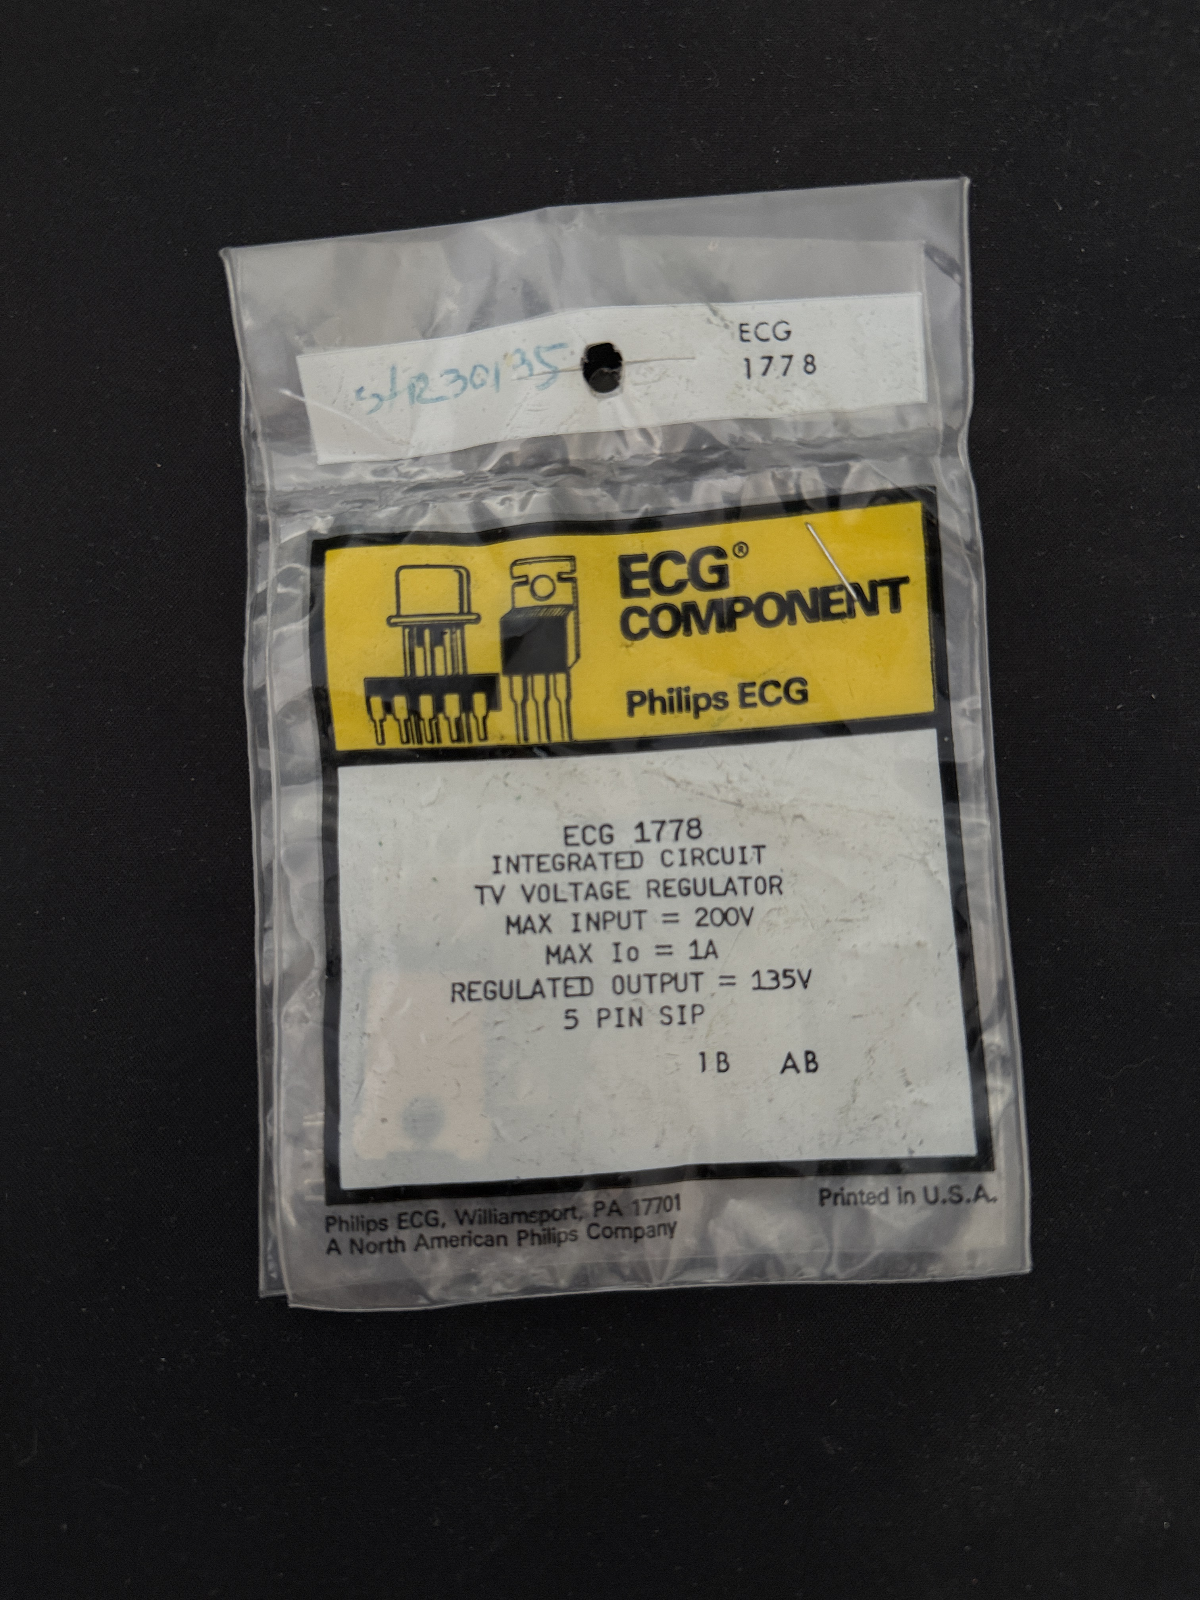 STR30135
ECG
1778
ECG®
COMPONENT
Philips ECG
ECG 1778
INTEGRATED CIRCUIT
TV VOLTAGE REGULATOR
MAX INPUT = 200V
MAX Io = 1A
REGULATED OUTPUT = 135V
5 PIN SIP
1B AB
Philips ECG, Williamsport, PA 17701
A North American Philips Company
Printed in U.S.A.